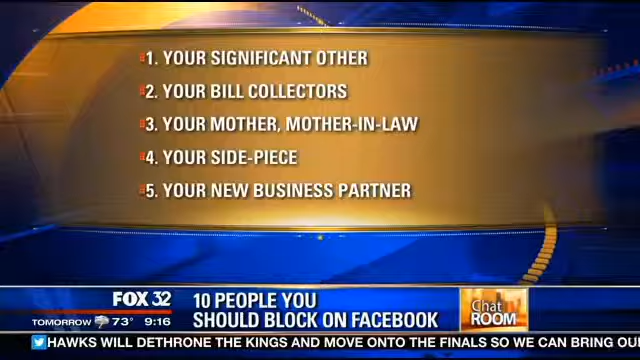 1. YOUR SIGNIFICANT OTHER
2. YOUR BILL COLLECTORS
3. YOUR MOTHER, MOTHER-IN-LAW
4. YOUR SIDE-PIECE
5. YOUR NEW BUSINESS PARTNER
FOX 32
TOMORROW 73° 9:16
10 PEOPLE YOU
SHOULD BLOCK ON FACEBOOK
Chat
ROOM
HAWKS WILL DETHRONE THE KINGS AND MOVE ONTO THE FINALS SO WE CAN BRING OU